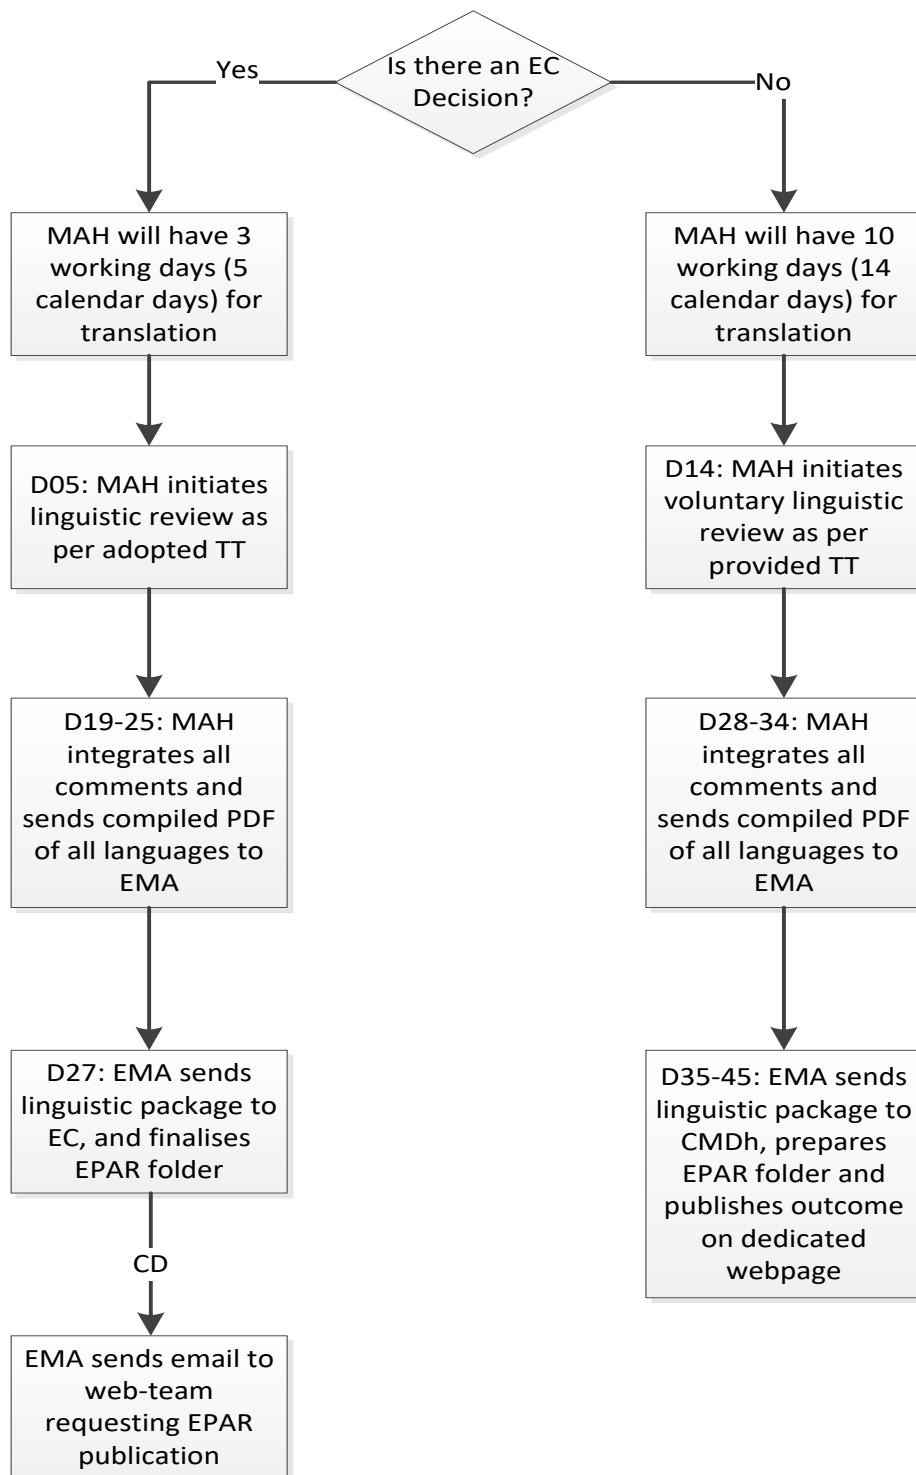 Is there an EC
Decision?
Yes
No
MAH will have 3
working days (5
calendar days) for
translation
MAH will have 10
working days (14
calendar days) for
translation
D05: MAH initiates
linguistic review as
per adopted TT
D14: MAH initiates
voluntary linguistic
review as per
provided TT
D19-25: MAH
integrates all
comments and
sends compiled PDF
of all languages to
EMA
D28-34: MAH
integrates all
comments and
sends compiled PDF
of all languages to
EMA
D27: EMA sends
linguistic package to
EC, and finalises
EPAR folder
D35-45: EMA sends
linguistic package to
CMDh, prepares
EPAR folder and
publishes outcome
on dedicated
webpage
CD
EMA sends email to
web-team
requesting EPAR
publication